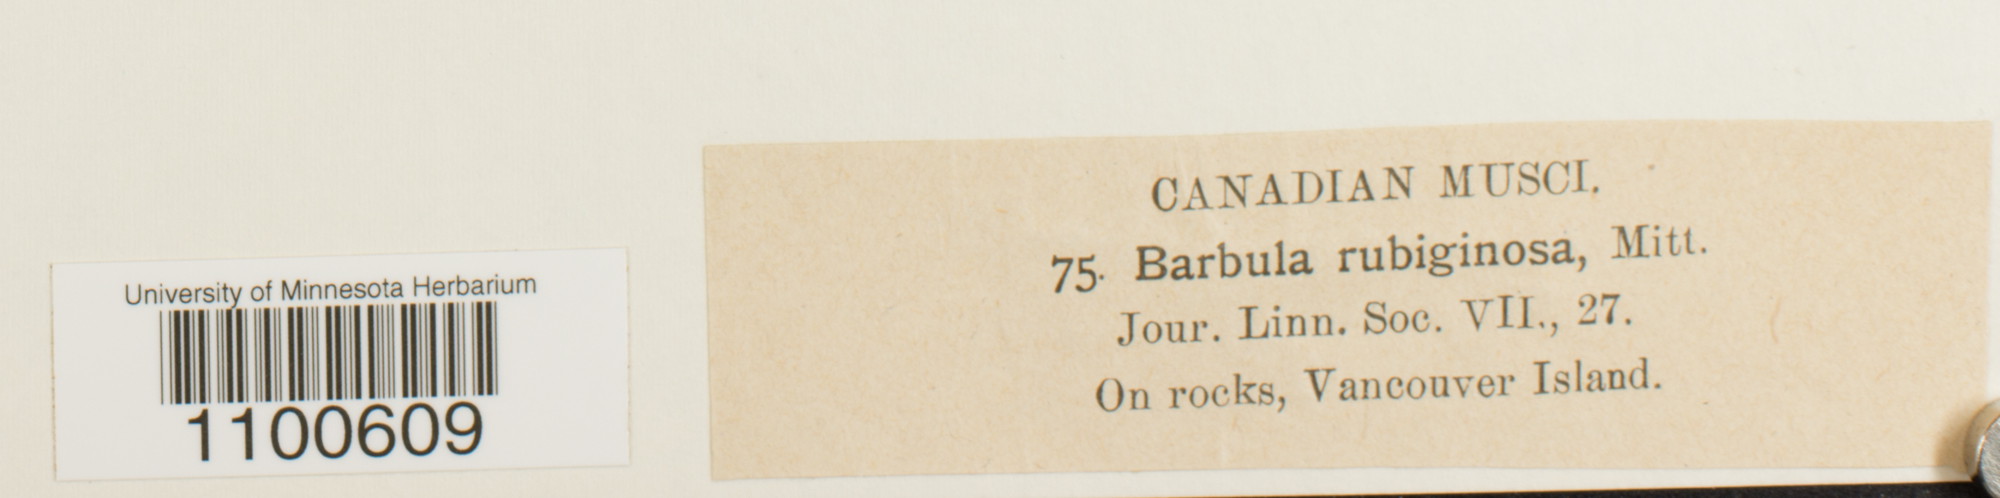 University of Minnesota Herbarium
1100609
CANADIAN MUSCI.
75. Barbula rubiginosa, Mitt.
Jour. Linn. Soc. VII., 27.
On rocks, Vancouver Island.